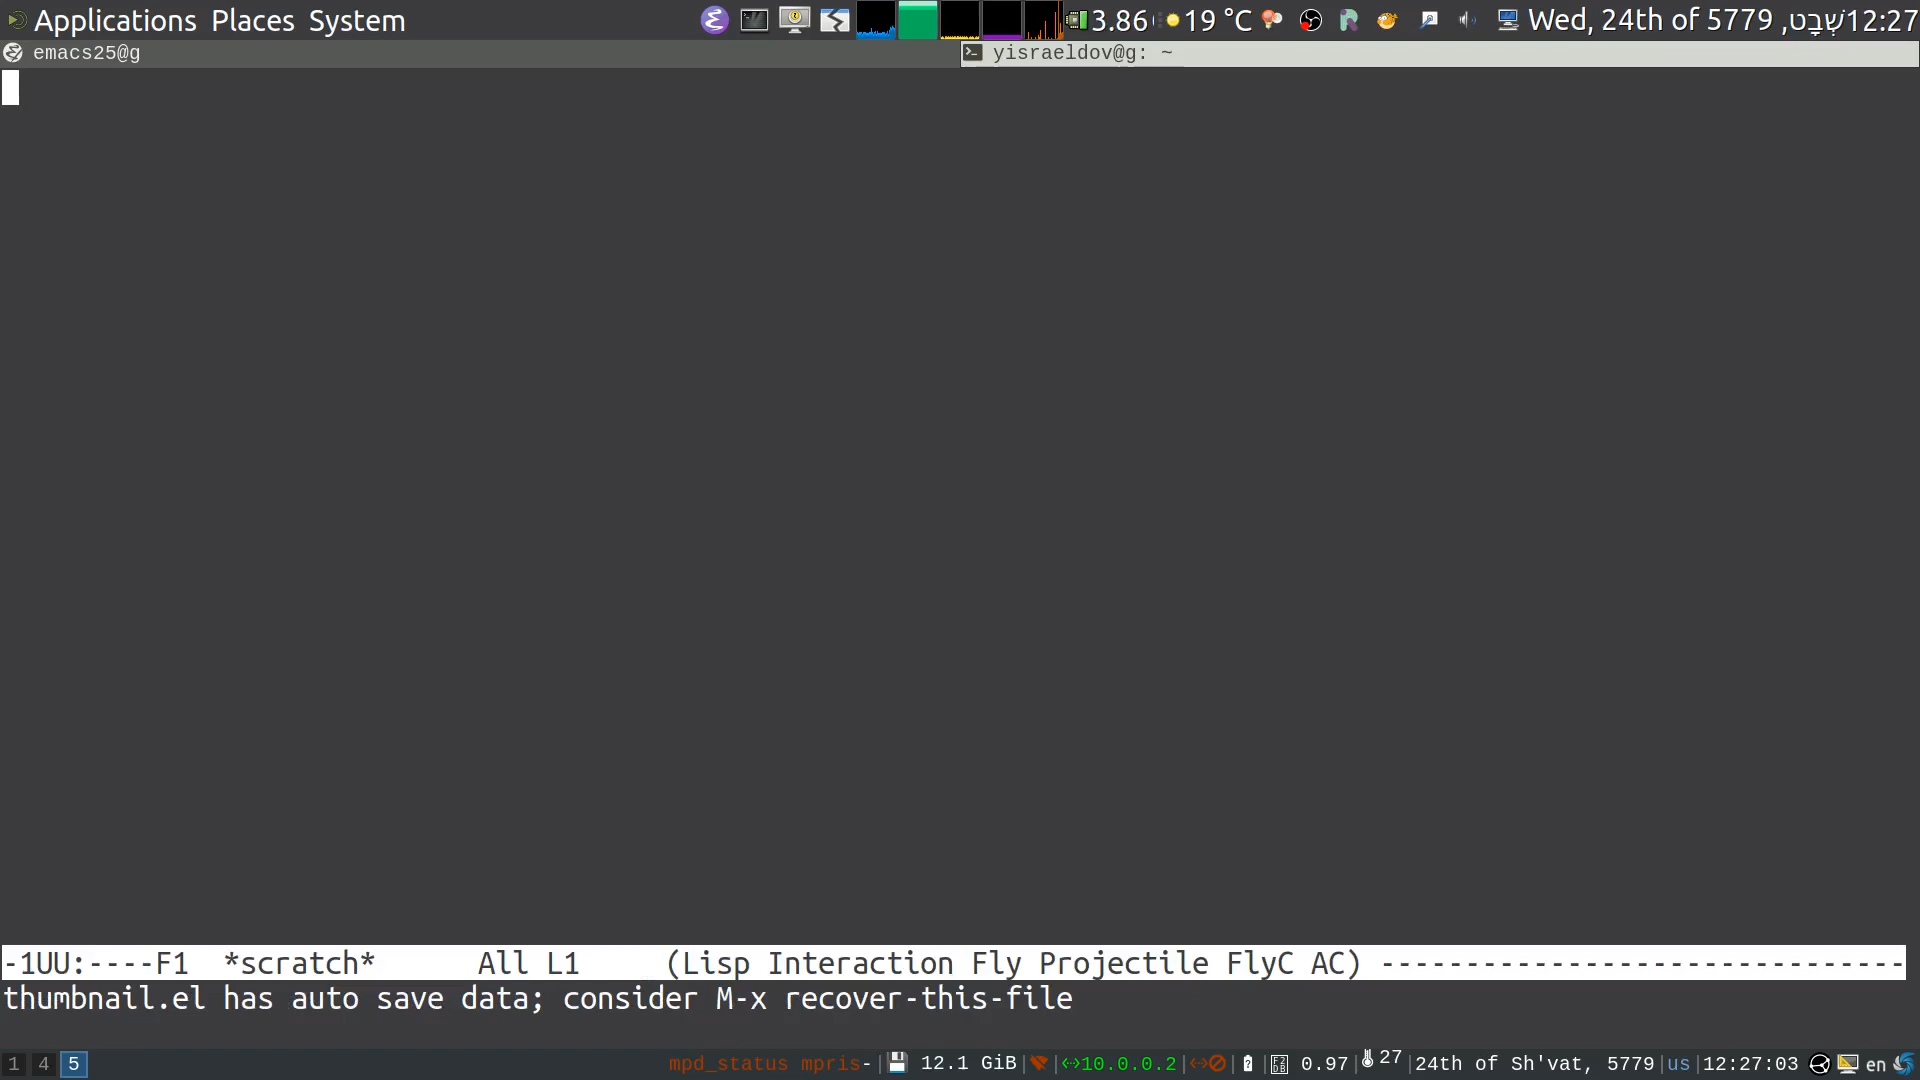 Applications Places System 3.86 19 °C Wed, 24th of שְׁבָט, 5779 12:27
emacs25@g yisraeldov@g: ~
-1UU:----F1 *scratch* All L1 (Lisp Interaction Fly Projectile FlyC AC) -------------------------------
thumbnail.el has auto save data; consider M-x recover-this-file
1 4 5 mpd_status mpris- | 12.1 GiB | | 10.0.0.2 | | | 0.97 | 27 | 24th of Sh'vat, 5779 | us | 12:27:03 en